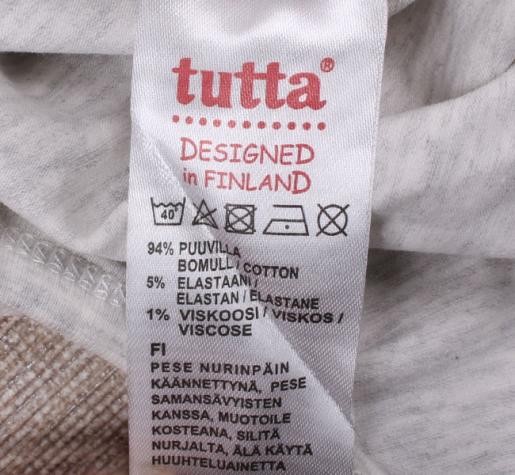 tutta®
DESIGNED
in FINLAND
40°
94% PUUVILLA
BOMULL / COTTON
5% ELASTAANI /
ELASTAN / ELASTANE
1% VISKOOSI / VISKOS /
VISCOSE
FI
PESE NURINPÄIN
KÄÄNNETTYNÄ, PESE
SAMANSÄVYISTEN
KANSSA, MUOTOILE
KOSTEANA, SILITÄ
NURJALTA, ÄLÄ KÄYTÄ
HUUHTELUAINETTA